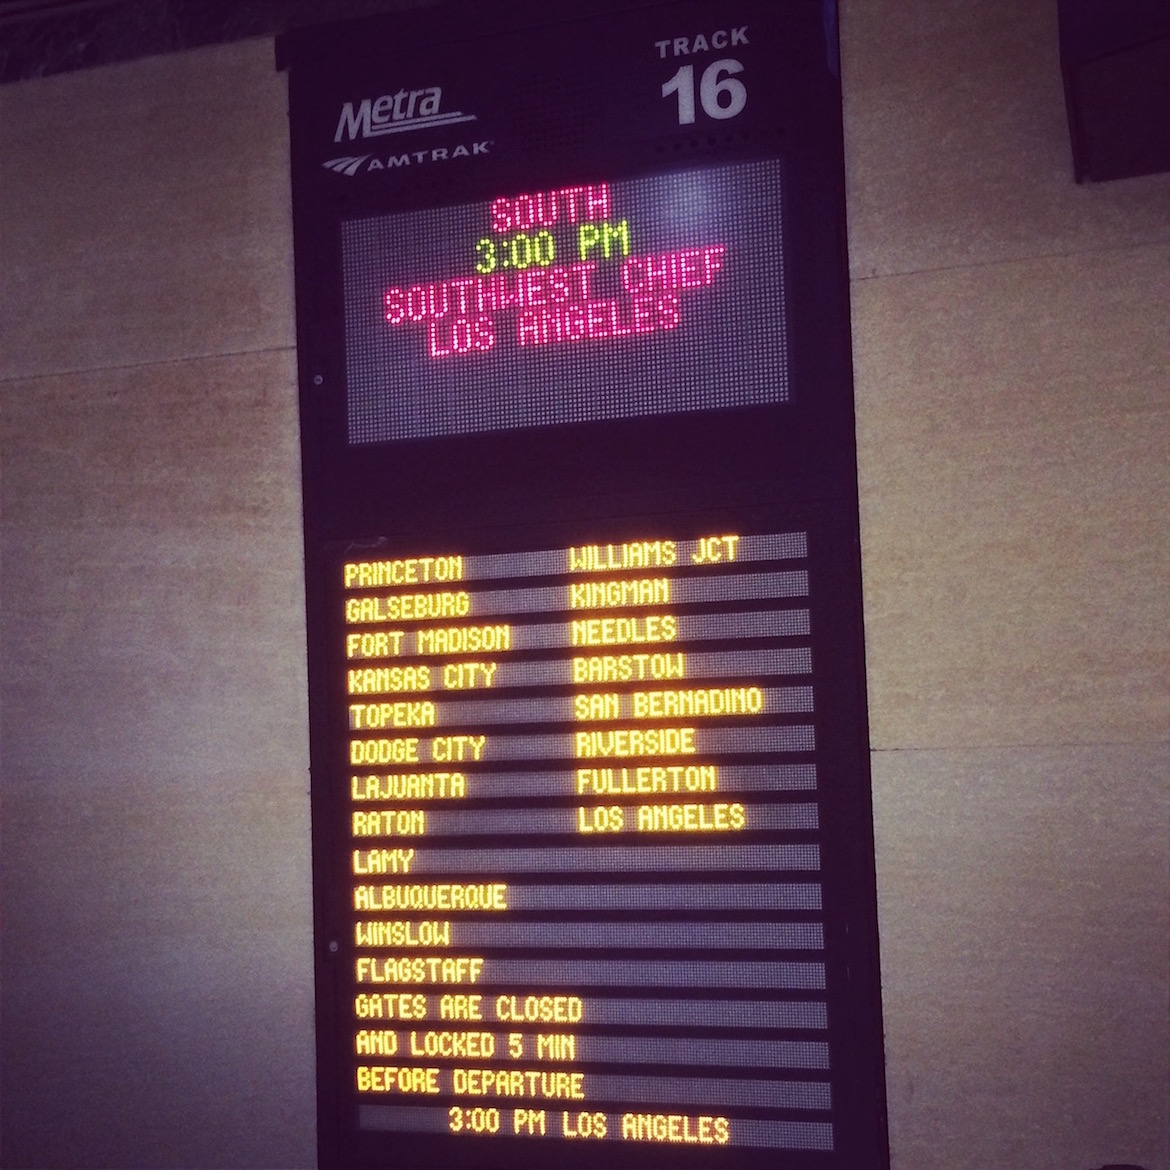 Metra
AMTRAK
TRACK
16
SOUTH
3:00 PM
SOUTHWEST CHIEF
LOS ANGELES
PRINCETON
GALSEBURG
FORT MADISON
KANSAS CITY
TOPEKA
DODGE CITY
LAJUANTA
RATON
LAMY
ALBUQUERQUE
WINSLOW
FLAGSTAFF
WILLIAMS JCT
KINGMAN
NEEDLES
BARSTOW
SAN BERNADINO
RIVERSIDE
FULLERTON
LOS ANGELES
GATES ARE CLOSED
AND LOCKED 5 MIN
BEFORE DEPARTURE
3:00 PM LOS ANGELES